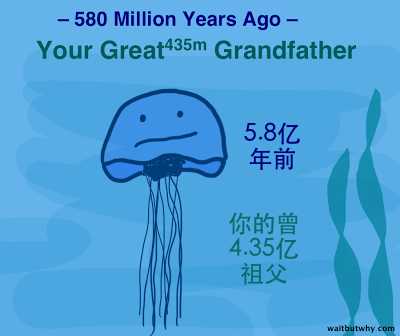 – 580 Million Years Ago –
Your Great435m Grandfather
5.8亿
年前
你的曾
4.35亿
祖父
waitbutwhy.com